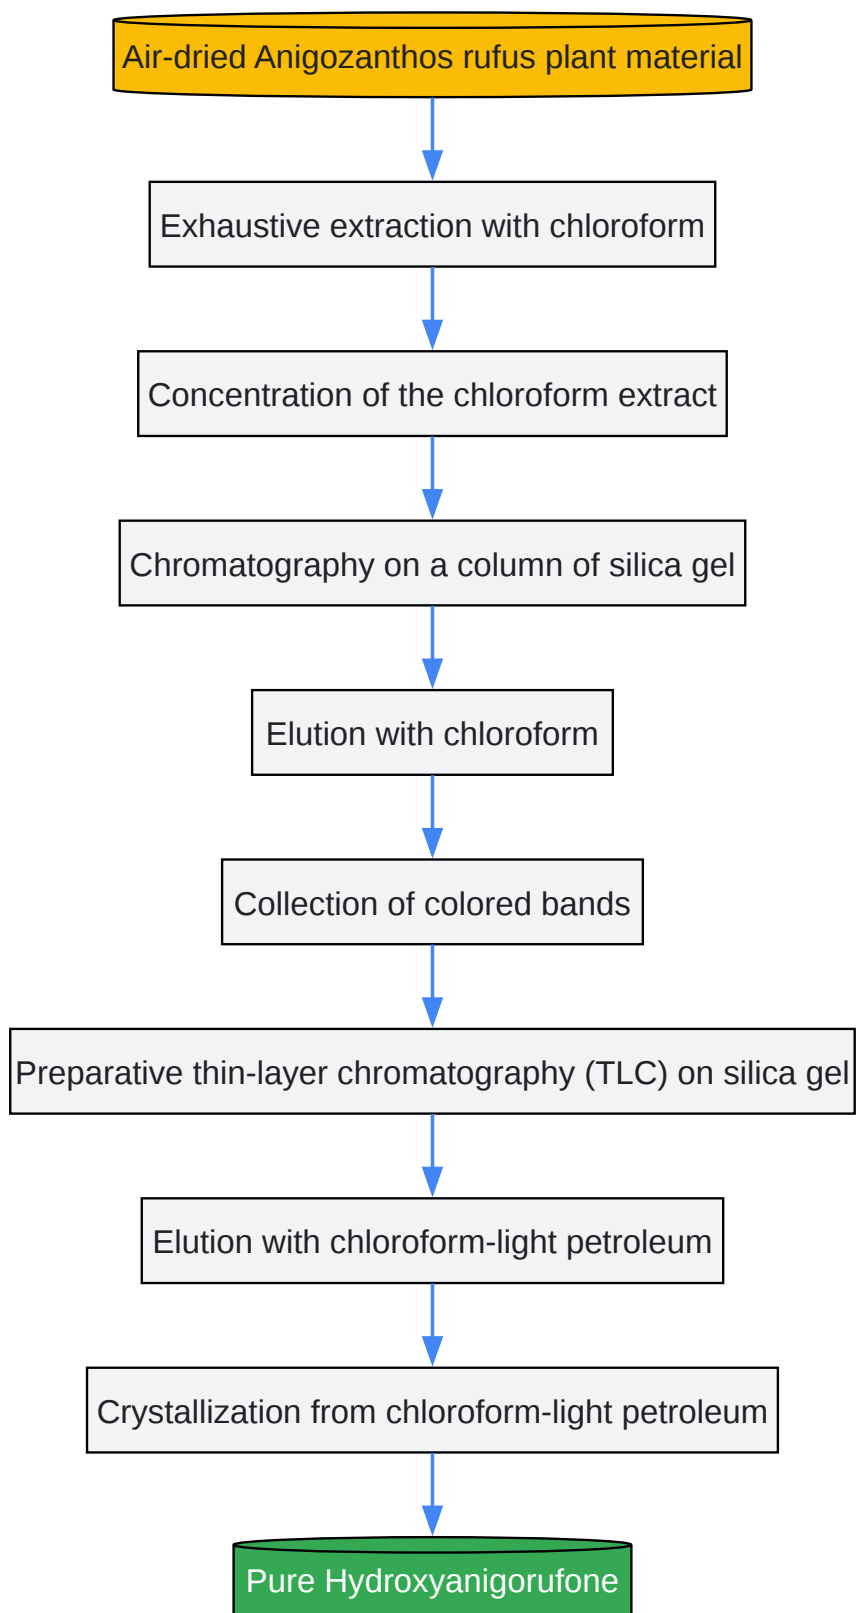 Air-dried Anigozanthos rufus plant material
Exhaustive extraction with chloroform
Concentration of the chloroform extract
Chromatography on a column of silica gel
Elution with chloroform
Collection of colored bands
Preparative thin-layer chromatography (TLC) on silica gel
Elution with chloroform-light petroleum
Crystallization from chloroform-light petroleum
Pure Hydroxyanigorufone